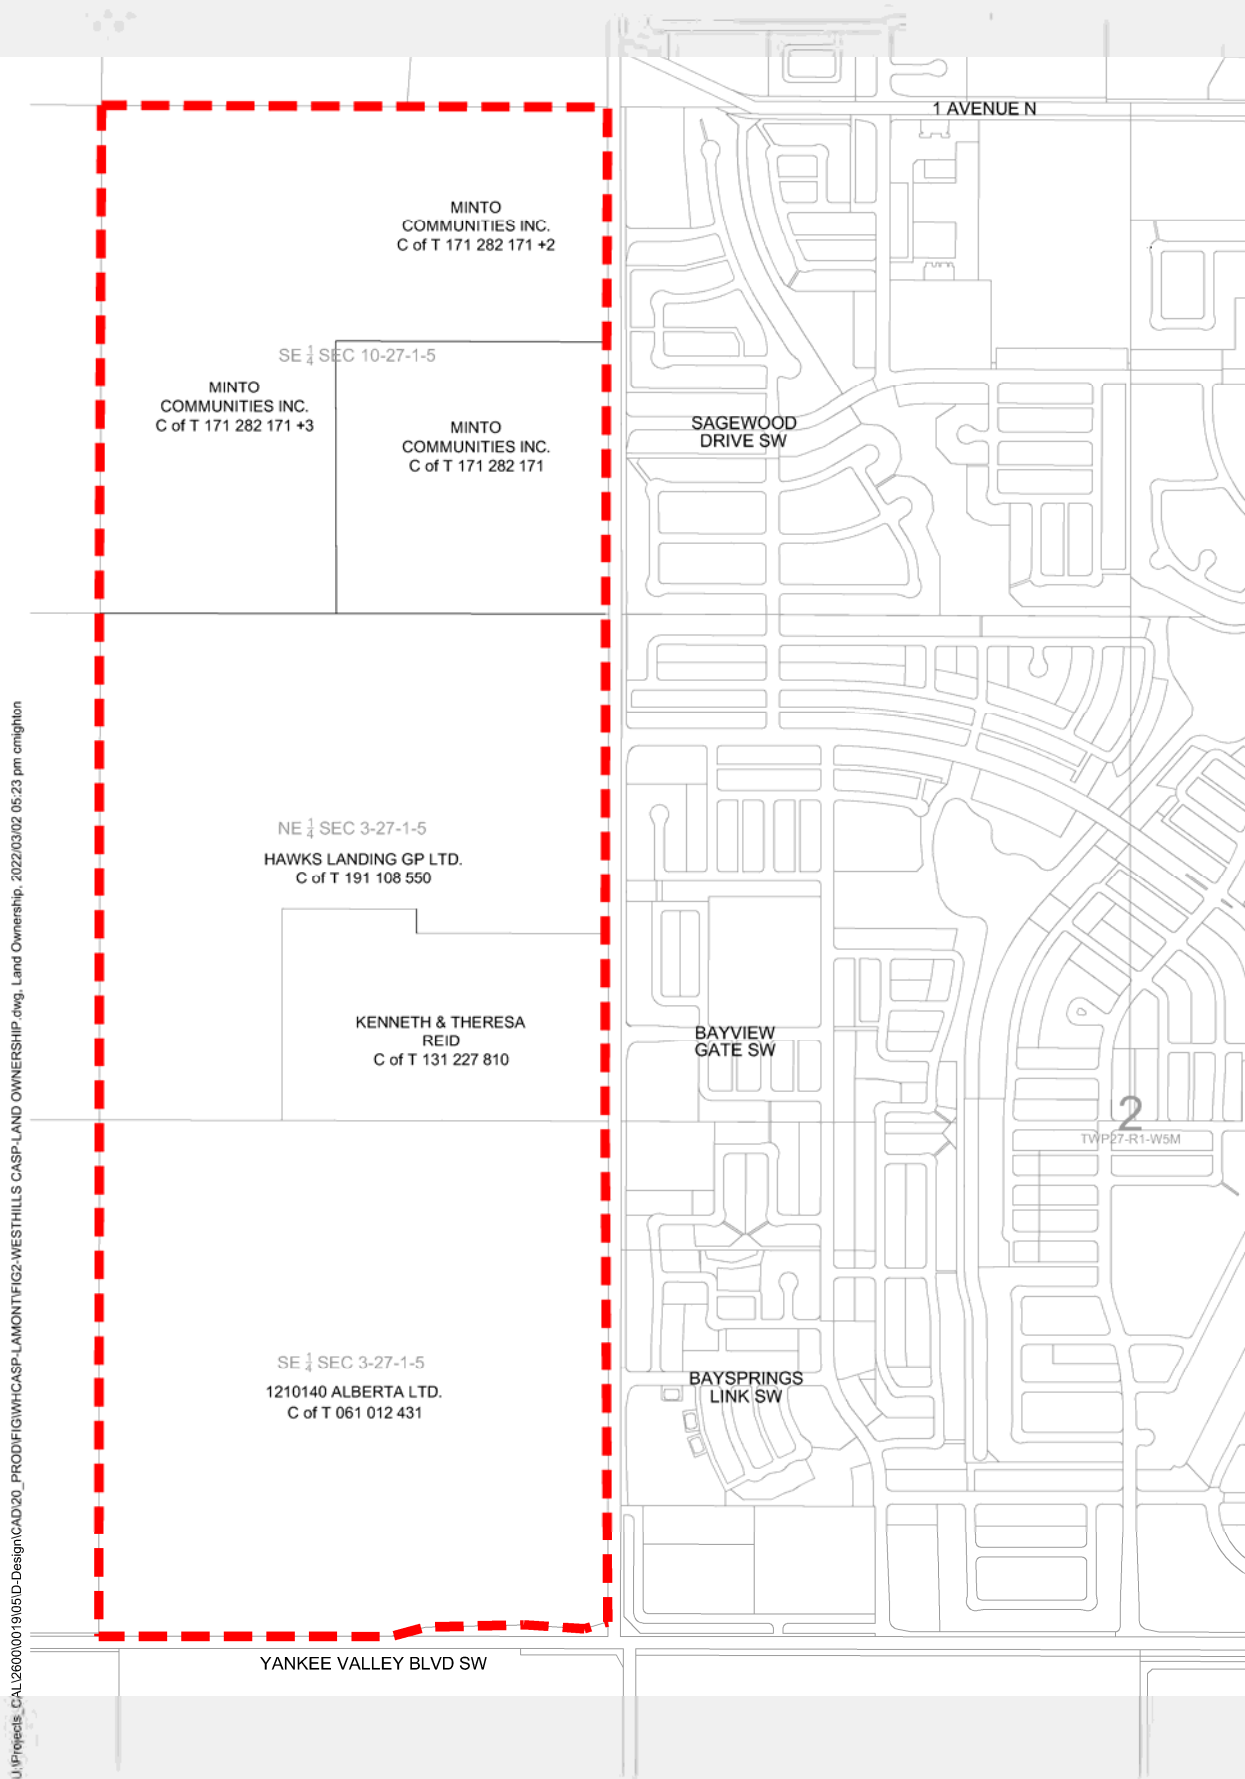 1 AVENUE N
MINTO
COMMUNITIES INC.
C of T 171 282 171 +2
SE 1/4 SEC 10-27-1-5
MINTO
COMMUNITIES INC.
C of T 171 282 171 +3
MINTO
COMMUNITIES INC.
C of T 171 282 171
SAGEWOOD
DRIVE SW
NE 1/4 SEC 3-27-1-5
HAWKS LANDING GP LTD.
C of T 191 108 550
KENNETH & THERESA
REID
C of T 131 227 810
BAYVIEW
GATE SW
2
TWP27-R1-W5M
SE 1/4 SEC 3-27-1-5
1210140 ALBERTA LTD.
C of T 061 012 431
BAYSPRINGS
LINK SW
YANKEE VALLEY BLVD SW
U:\Projects_CAL\2600\0019\05\D-Design\CAD\20_PROD\FIG\WHCASP-LAMONT\FIG2-WESTHILLS CASP-LAND OWNERSHIP.dwg, Land Ownership, 2022/03/02 05:23 pm cmighton